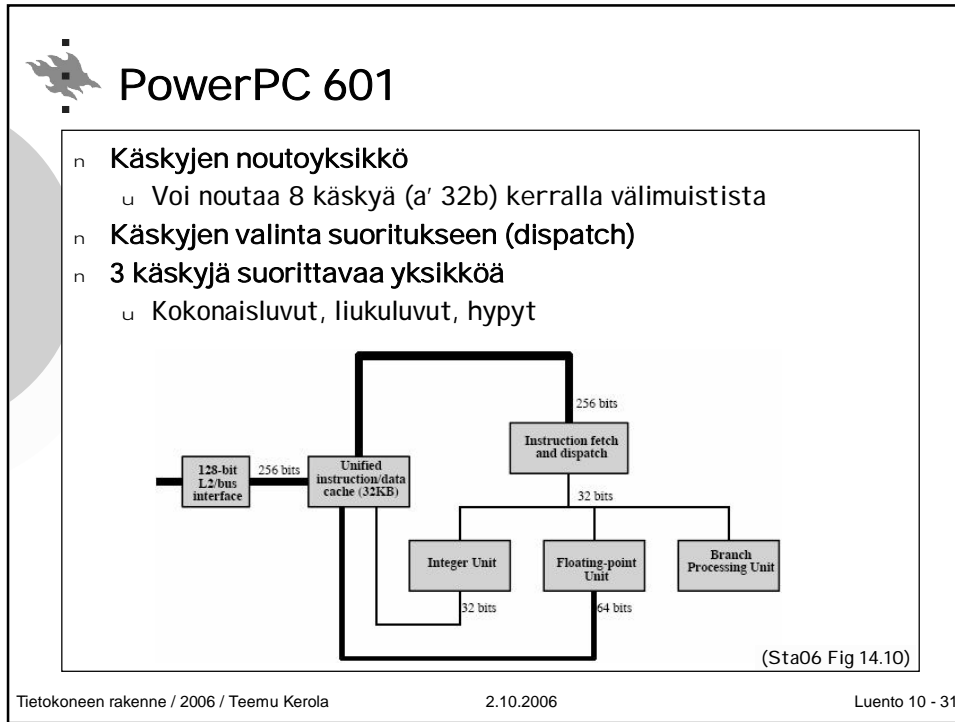 PowerPC 601
n Käskyjen noutoyksikkö
u Voi noutaa 8 käskyä (a' 32b) kerralla välimuistista
n Käskyjen valinta suoritukseen (dispatch)
n 3 käskyjä suorittavaa yksikköä
u Kokonaisluvut, liukuluvut, hypyt
256 bits
Instruction fetch
and dispatch
128-bit
L2/bus
interface
256 bits
Unified
instruction/data
cache (32KB)
32 bits
Integer Unit
Floating-point
Unit
Branch
Processing Unit
32 bits
64 bits
(Sta06 Fig 14.10)
Tietokoneen rakenne / 2006 / Teemu Kerola 2.10.2006 Luento 10 - 31